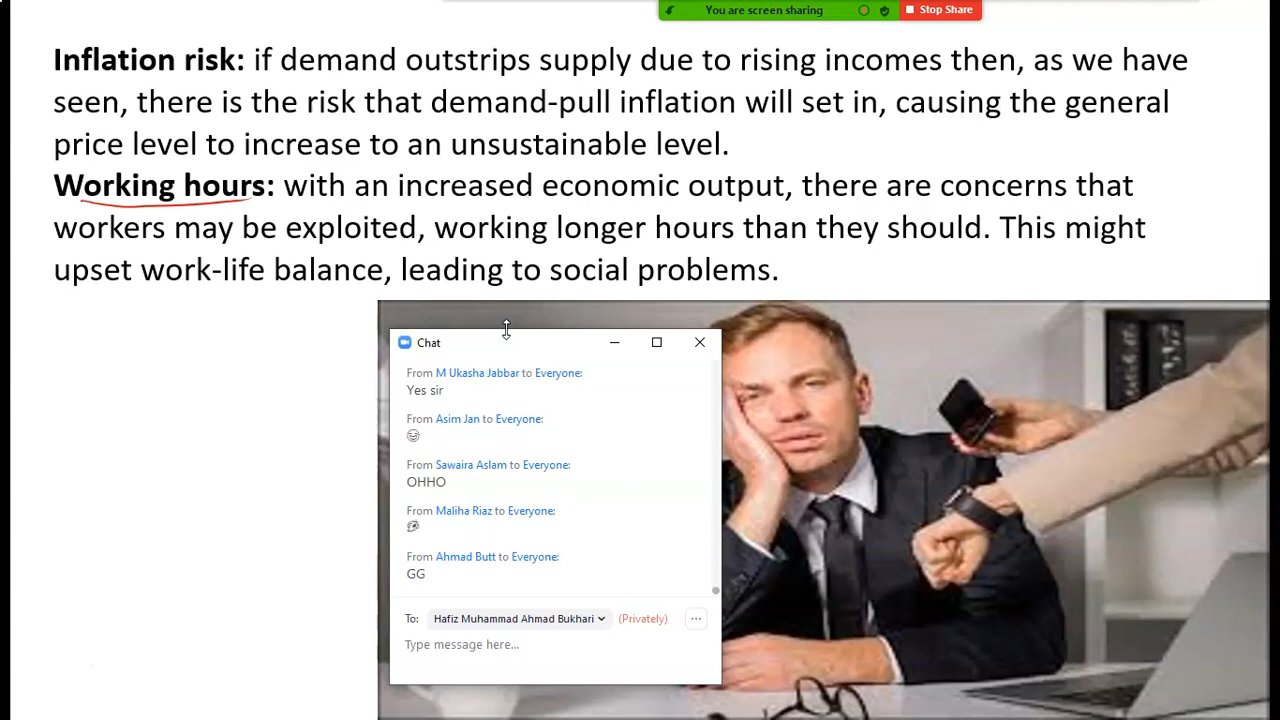 You are screen sharing
Stop Share
Inflation risk: if demand outstrips supply due to rising incomes then, as we have
seen, there is the risk that demand-pull inflation will set in, causing the general
price level to increase to an unsustainable level.
Working hours: with an increased economic output, there are concerns that
workers may be exploited, working longer hours than they should. This might
upset work-life balance, leading to social problems.
Chat
From M Ukasha Jabbar to Everyone:
Yes sir
From Asim Jan to Everyone:
From Sawaira Aslam to Everyone:
OHHO
From Maliha Riaz to Everyone:
From Ahmad Butt to Everyone:
GG
To: Hafiz Muhammad Ahmad Bukhari (Privately) ...
Type message here...